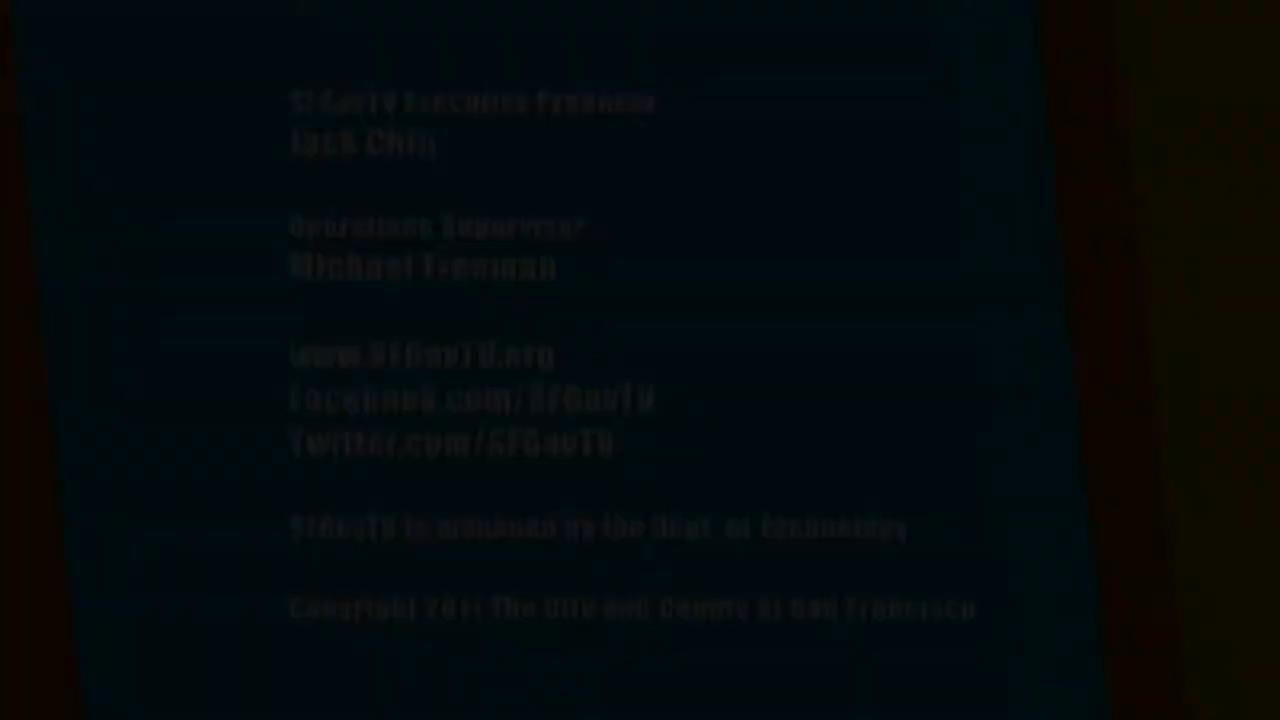 SFGovTV Executive Producer
Jack Chin
Operations Supervisor
Michael Freeman
www.SFGovTV.org
Facebook.com/SFGovTV
Twitter.com/SFGovTV
SFGovTV is managed by the Dept. of Technology
Copyright The City and County of San Francisco